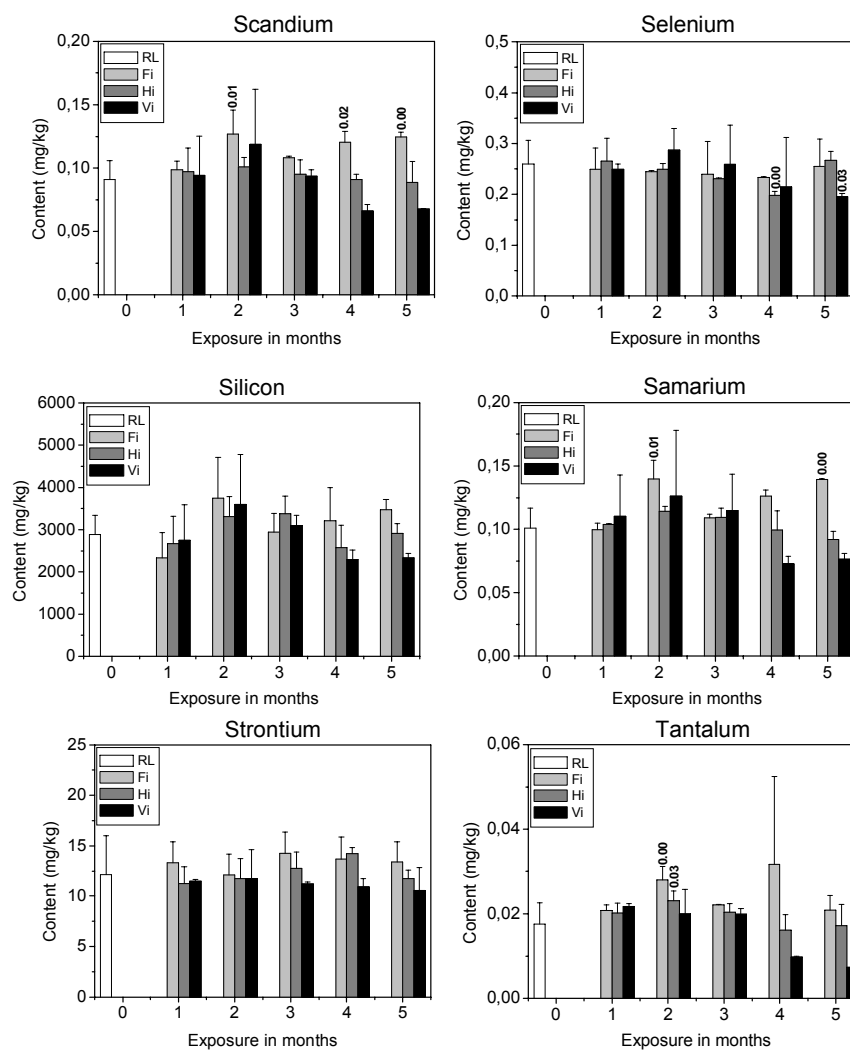 Scandium
0,20
0,15
0,10
0,05
0,00
Content (mg/kg)
RL
Fi
Hi
Vi
0.01
0.02
0.00
0 1 2 3 4 5
Exposure in months
Selenium
0,5
0,4
0,3
0,2
0,1
0,0
Content (mg/kg)
RL
Fi
Hi
Vi
0.00
0.03
0 1 2 3 4 5
Exposure in months
Silicon
6000
5000
4000
3000
2000
1000
0
Content (mg/kg)
RL
Fi
Hi
Vi
0 1 2 3 4 5
Exposure in months
Samarium
0,20
0,15
0,10
0,05
0,00
Content (mg/kg)
RL
Fi
Hi
Vi
0.01
0.00
0 1 2 3 4 5
Exposure in months
Strontium
25
20
15
10
5
0
Content (mg/kg)
RL
Fi
Hi
Vi
0 1 2 3 4 5
Exposure in months
Tantalum
0,06
0,04
0,02
0,00
Content (mg/kg)
RL
Fi
Hi
Vi
0.00
0.03
0 1 2 3 4 5
Exposure in months